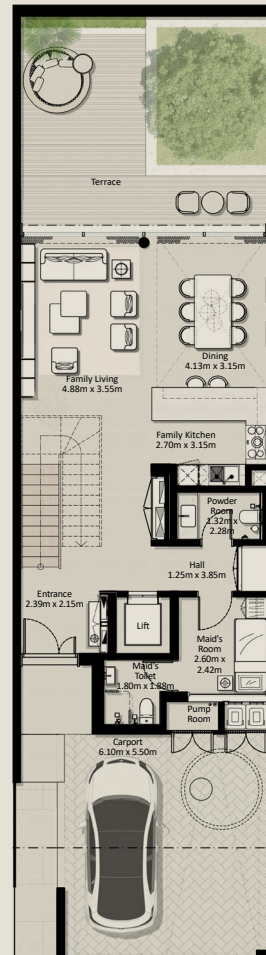 Terrace
Dining
4.13m x 3.15m
Family Living
4.88m x 3.55m
Family Kitchen
2.70m x 3.15m
Powder
Room
1.32m x
2.28m
Hall
1.25m x 3.85m
Entrance
2.39m x 2.15m
Lift
Maid's
Room
2.60m x
2.42m
Maid's
Toilet
1.80m x 1.88m
Pump
Room
Carport
6.10m x 5.50m